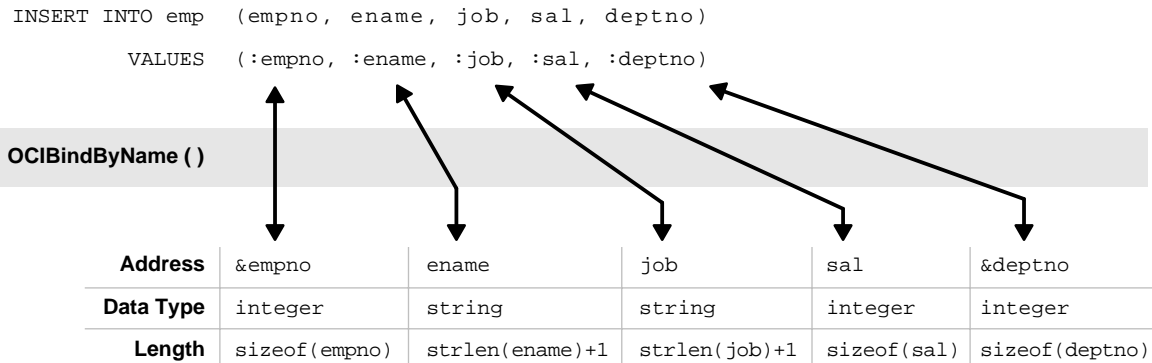 INSERT INTO emp (empno, ename, job, sal, deptno)
VALUES (:empno, :ename, :job, :sal, :deptno)
OCIBindByName ( )
Address &empno ename job sal &deptno
Data Type integer string string integer integer
Length sizeof(empno) strlen(ename)+1 strlen(job)+1 sizeof(sal) sizeof(deptno)